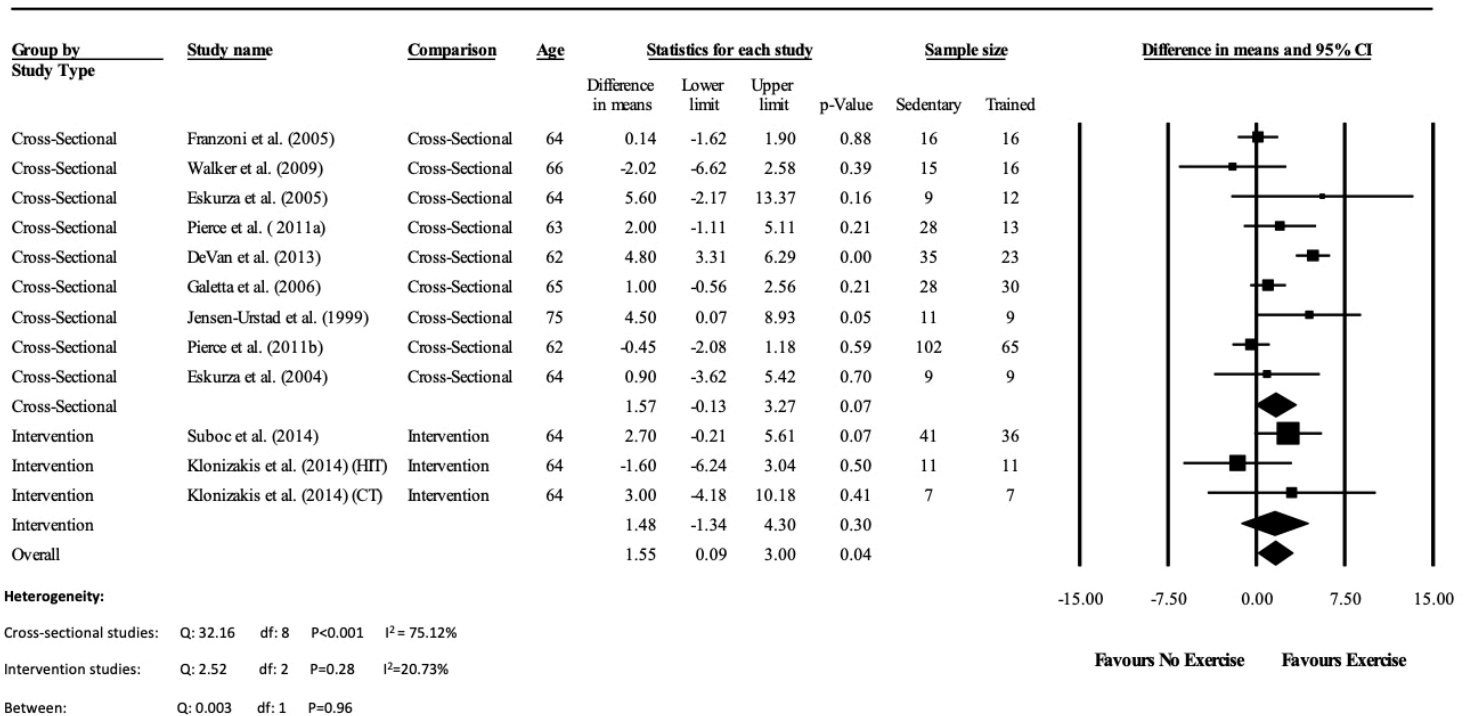 Group by Study name Comparison Age Statistics for each study Sample size Difference in means and 95% CI
Study Type
Difference Lower Upper
in means limit limit p-Value Sedentary Trained
Cross-Sectional Franzoni et al. (2005) Cross-Sectional 64 0.14 -1.62 1.90 0.88 16 16
Cross-Sectional Walker et al. (2009) Cross-Sectional 66 -2.02 -6.62 2.58 0.39 15 16
Cross-Sectional Eskurza et al. (2005) Cross-Sectional 64 5.60 -2.17 13.37 0.16 9 12
Cross-Sectional Pierce et al. ( 2011a) Cross-Sectional 63 2.00 -1.11 5.11 0.21 28 13
Cross-Sectional DeVan et al. (2013) Cross-Sectional 62 4.80 3.31 6.29 0.00 35 23
Cross-Sectional Galetta et al. (2006) Cross-Sectional 65 1.00 -0.56 2.56 0.21 28 30
Cross-Sectional Jensen-Urstad et al. (1999) Cross-Sectional 75 4.50 0.07 8.93 0.05 11 9
Cross-Sectional Pierce et al. (2011b) Cross-Sectional 62 -0.45 -2.08 1.18 0.59 102 65
Cross-Sectional Eskurza et al. (2004) Cross-Sectional 64 0.90 -3.62 5.42 0.70 9 9
Cross-Sectional 1.57 -0.13 3.27 0.07
Intervention Suboc et al. (2014) Intervention 64 2.70 -0.21 5.61 0.07 41 36
Intervention Klonizakis et al. (2014) (HIT) Intervention 64 -1.60 -6.24 3.04 0.50 11 11
Intervention Klonizakis et al. (2014) (CT) Intervention 64 3.00 -4.18 10.18 0.41 7 7
Intervention 1.48 -1.34 4.30 0.30
Overall 1.55 0.09 3.00 0.04
-15.00 -7.50 0.00 7.50 15.00
Favours No Exercise Favours Exercise
Heterogeneity:
Cross-sectional studies: Q: 32.16 df: 8 P<0.001 I² = 75.12%
Intervention studies: Q: 2.52 df: 2 P=0.28 I²=20.73%
Between: Q: 0.003 df: 1 P=0.96